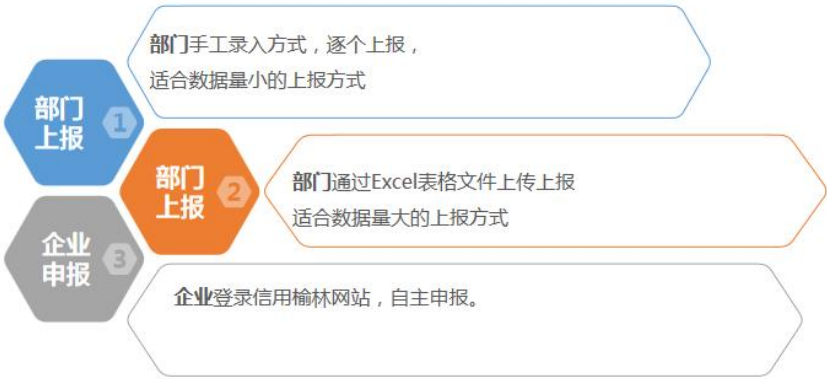 部门手工录入方式，逐个上报，
适合数据量小的上报方式
部门
上报
1
部门
上报
2
部门通过Excel表格文件上传上报
适合数据量大的上报方式
企业
申报
3
企业登录信用榆林网站，自主申报。